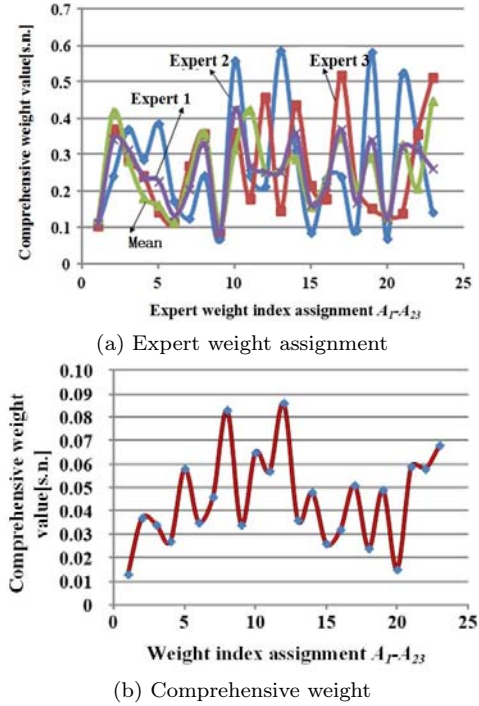 0.7
0.6
0.5
0.4
0.3
0.2
0.1
0
Comprehensive weight value[s.n.]
Expert 2
Expert 3
Expert 1
Mean
0 5 10 15 20 25
Expert weight index assignment A1-A23
(a) Expert weight assignment
0.10
0.09
0.08
0.07
0.06
0.05
0.04
0.03
0.02
0.01
0
Comprehensive weight
value[s.n.]
0 5 10 15 20 25
Weight index assignment A1-A23
(b) Comprehensive weight